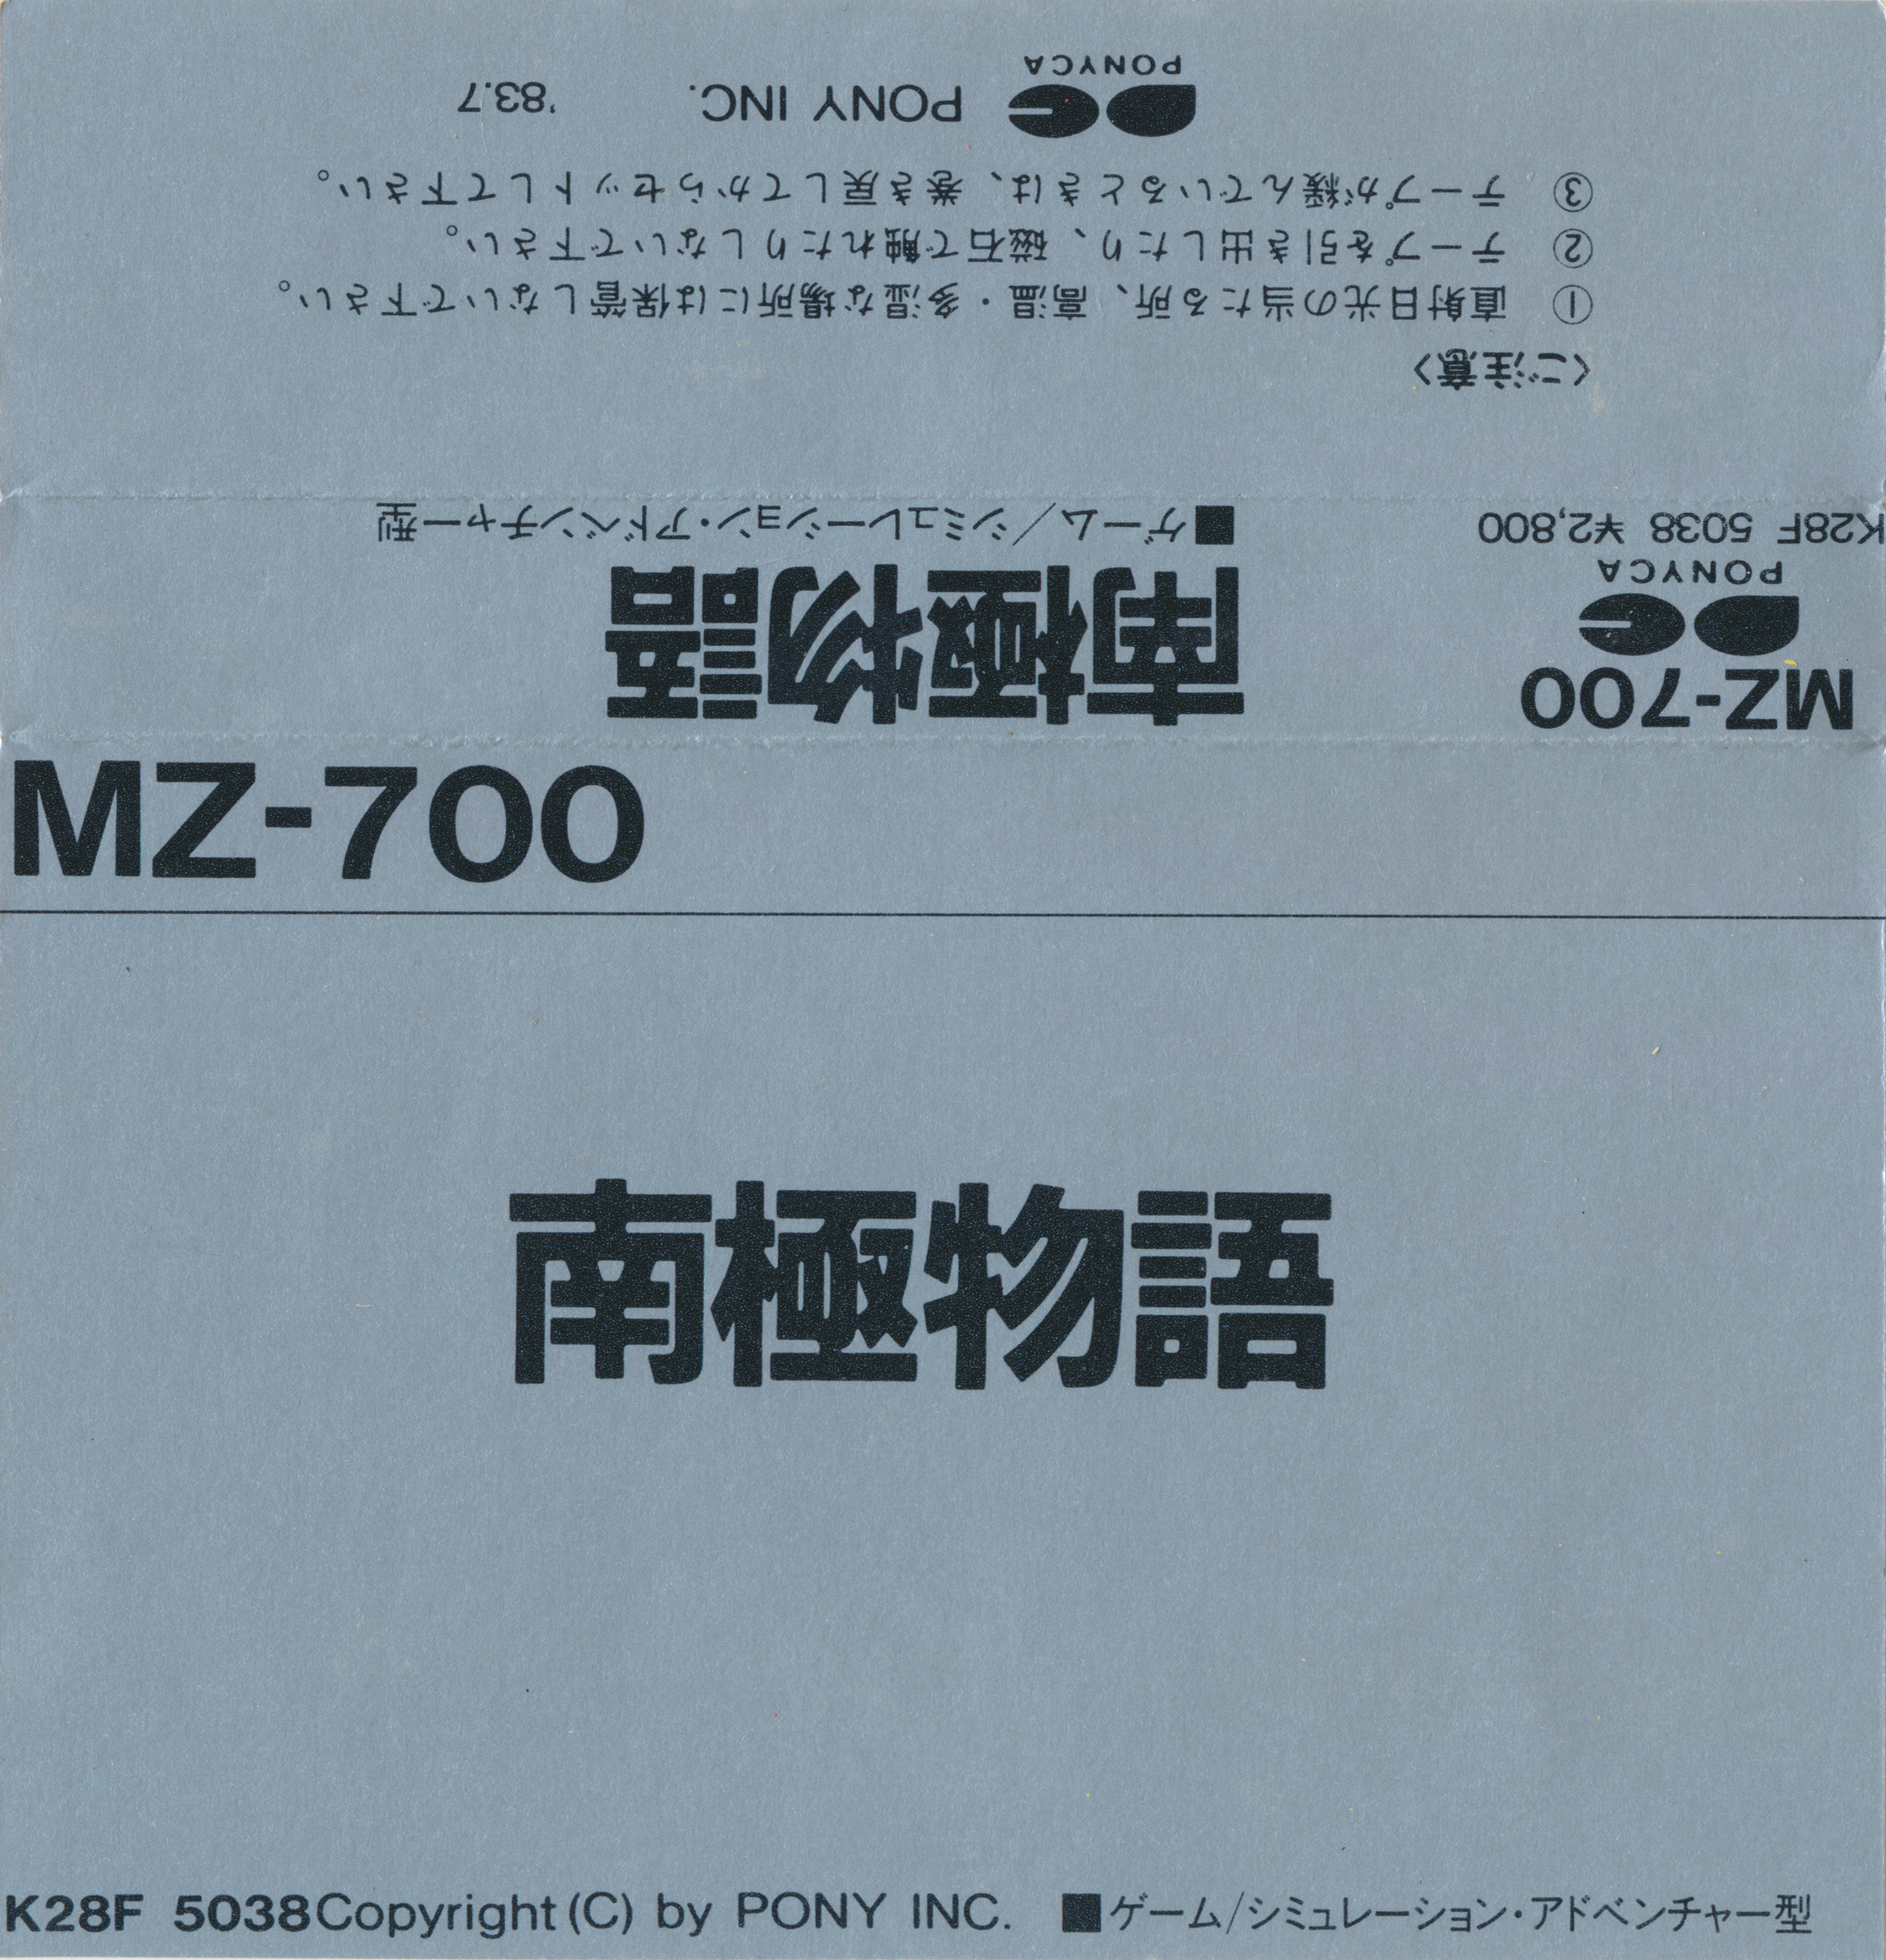 〈ご注意〉
① 直射日光の当たる所、高温・多湿な場所には保管しないで下さい。
② テープを引き出したり、磁石で触れたりしないで下さい。
③ テープが緩んでいるときは、巻き戻してからセットして下さい。
PONYCA PONY INC. '83.7
MZ-700
PONYCA
K28F 5038 ¥2,800
南極物語
■ゲーム/シミュレーション・アドベンチャー型
MZ-700
南極物語
K28F 5038 Copyright (C) by PONY INC. ■ゲーム/シミュレーション・アドベンチャー型